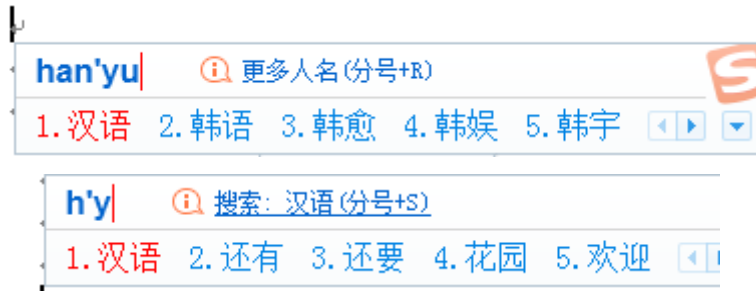 han'yu 更多人名(分号+R)
1.汉语 2.韩语 3.韩愈 4.韩娱 5.韩宇
h'y 搜索: 汉语(分号+S)
1.汉语 2.还有 3.还要 4.花园 5.欢迎